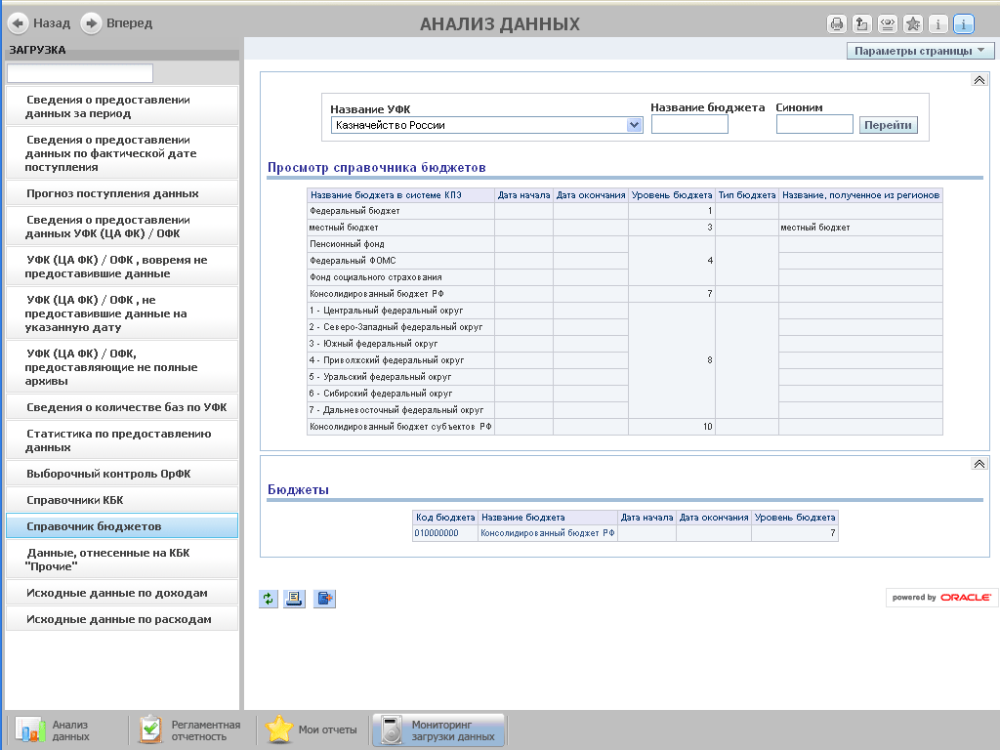 Назад Вперед АНАЛИЗ ДАННЫХ
ЗАГРУЗКА
Параметры страницы
Сведения о предоставлении
данных за период
Сведения о предоставлении
данных по фактической дате
поступления
Прогноз поступления данных
Сведения о предоставлении
данных УФК (ЦА ФК) / ОФК
УФК (ЦА ФК) / ОФК , вовремя не
предоставившие данные
УФК (ЦА ФК) / ОФК , не
предоставившие данные на
указанную дату
УФК (ЦА ФК) / ОФК,
предоставляющие не полные
архивы
Сведения о количестве баз по УФК
Статистика по предоставлению
данных
Выборочный контроль ОрФК
Справочники КБК
Справочник бюджетов
Данные, отнесенные на КБК
"Прочие"
Исходные данные по доходам
Исходные данные по расходам
Название УФК Название бюджета Синоним
Казначейство России Перейти
Просмотр справочника бюджетов
Название бюджета в системе КПЭ Дата начала Дата окончания Уровень бюджета Тип бюджета Название, полученное из регионов
Федеральный бюджет 1
местный бюджет 3 местный бюджет
Пенсионный фонд
Федеральный ФОМС 4
Фонд социального страхования
Консолидированный бюджет РФ 7
1 - Центральный федеральный округ
2 - Северо-Западный федеральный округ
3 - Южный федеральный округ
4 - Приволжский федеральный округ 8
5 - Уральский федеральный округ
6 - Сибирский федеральный округ
7 - Дальневосточный федеральный округ
Консолидированный бюджет субъектов РФ 10
Бюджеты
Код бюджета Название бюджета Дата начала Дата окончания Уровень бюджета
010000000 Консолидированный бюджет РФ 7
powered by ORACLE
Анализ
данных
Регламентная
отчетность
Мои отчеты
Мониторинг
загрузки данных